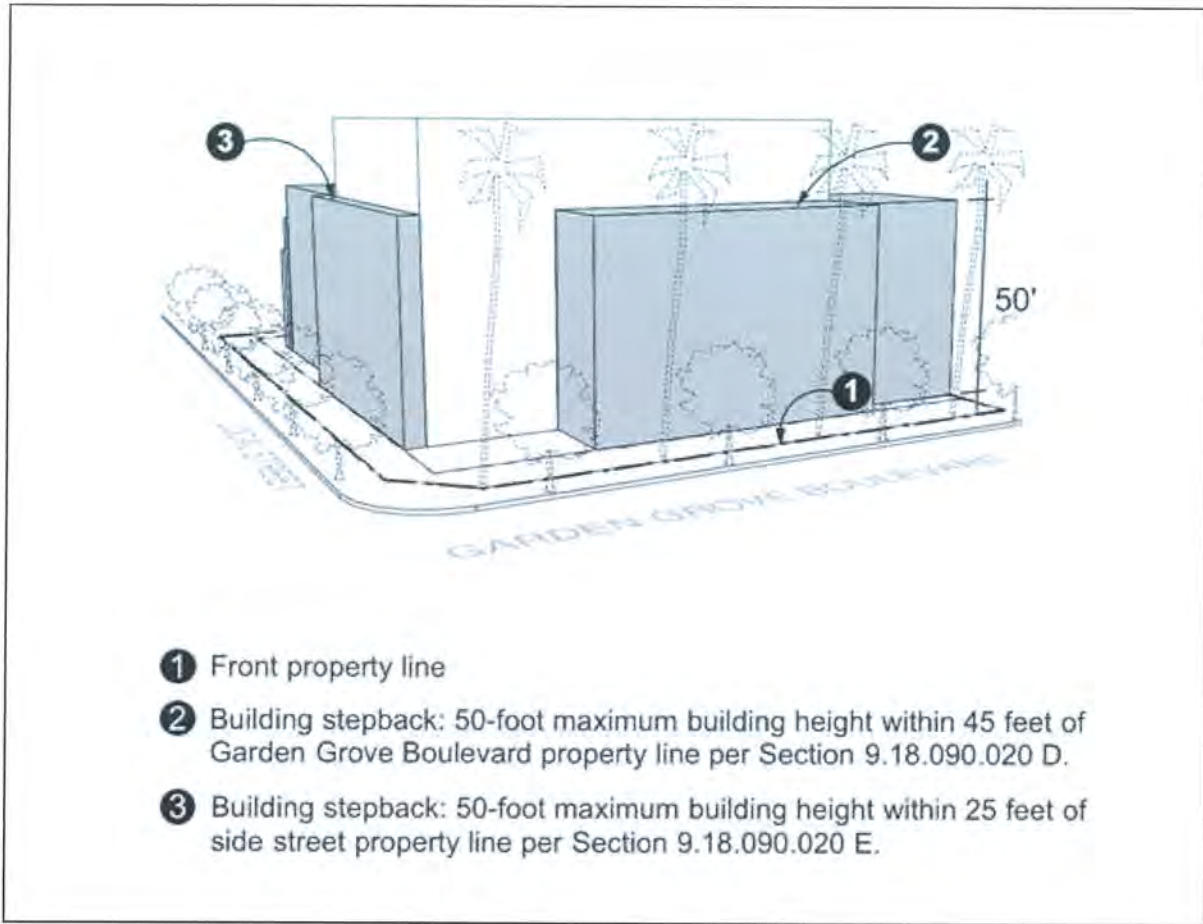 3
2
50'
1
STREET
GARDEN GROVE BOULEVARD
1 Front property line
2 Building stepback: 50-foot maximum building height within 45 feet of
Garden Grove Boulevard property line per Section 9.18.090.020 D.
3 Building stepback: 50-foot maximum building height within 25 feet of
side street property line per Section 9.18.090.020 E.